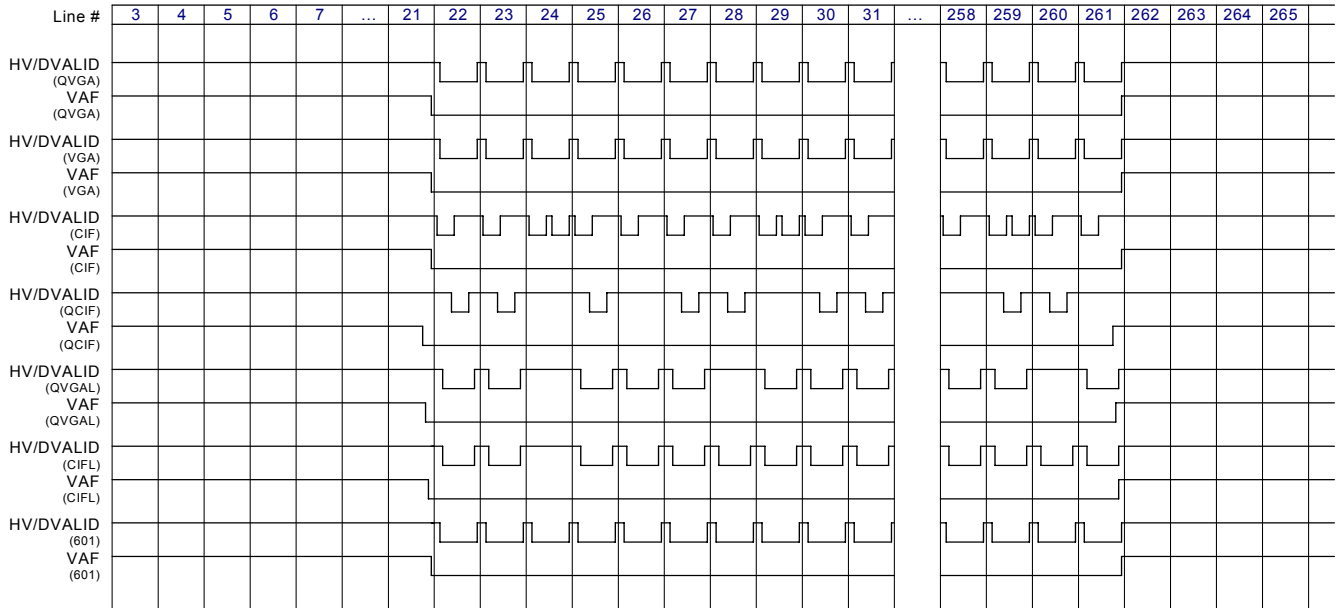 Line # 3 4 5 6 7 ... 21 22 23 24 25 26 27 28 29 30 31 ... 258 259 260 261 262 263 264 265
HV/DVALID
(QVGA)
VAF
(QVGA)
HV/DVALID
(VGA)
VAF
(VGA)
HV/DVALID
(CIF)
VAF
(CIF)
HV/DVALID
(QCIF)
VAF
(QCIF)
HV/DVALID
(QVGAL)
VAF
(QVGAL)
HV/DVALID
(CIFL)
VAF
(CIFL)
HV/DVALID
(601)
VAF
(601)